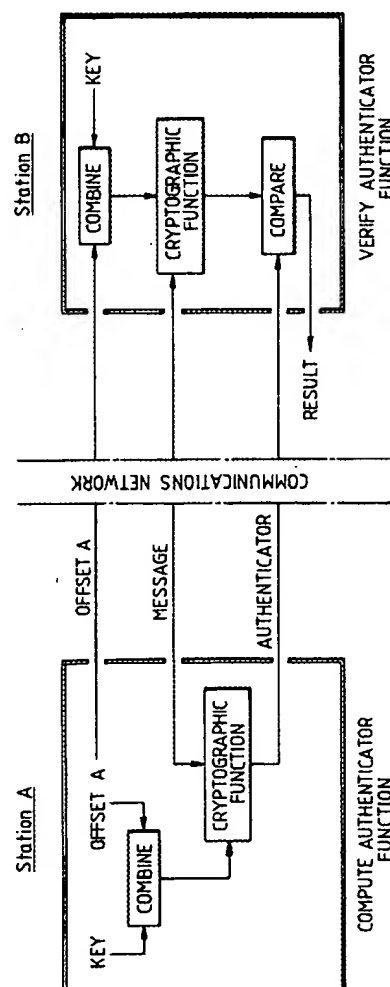 Station A
KEY
OFFSET A
COMBINE
CRYPTOGRAPHIC
FUNCTION
COMPUTE AUTHENTICATOR
FUNCTION
OFFSET A
MESSAGE
AUTHENTICATOR
COMMUNICATIONS NETWORK
Station B
KEY
COMBINE
CRYPTOGRAPHIC
FUNCTION
COMPARE
RESULT
VERIFY AUTHENTICATOR
FUNCTION